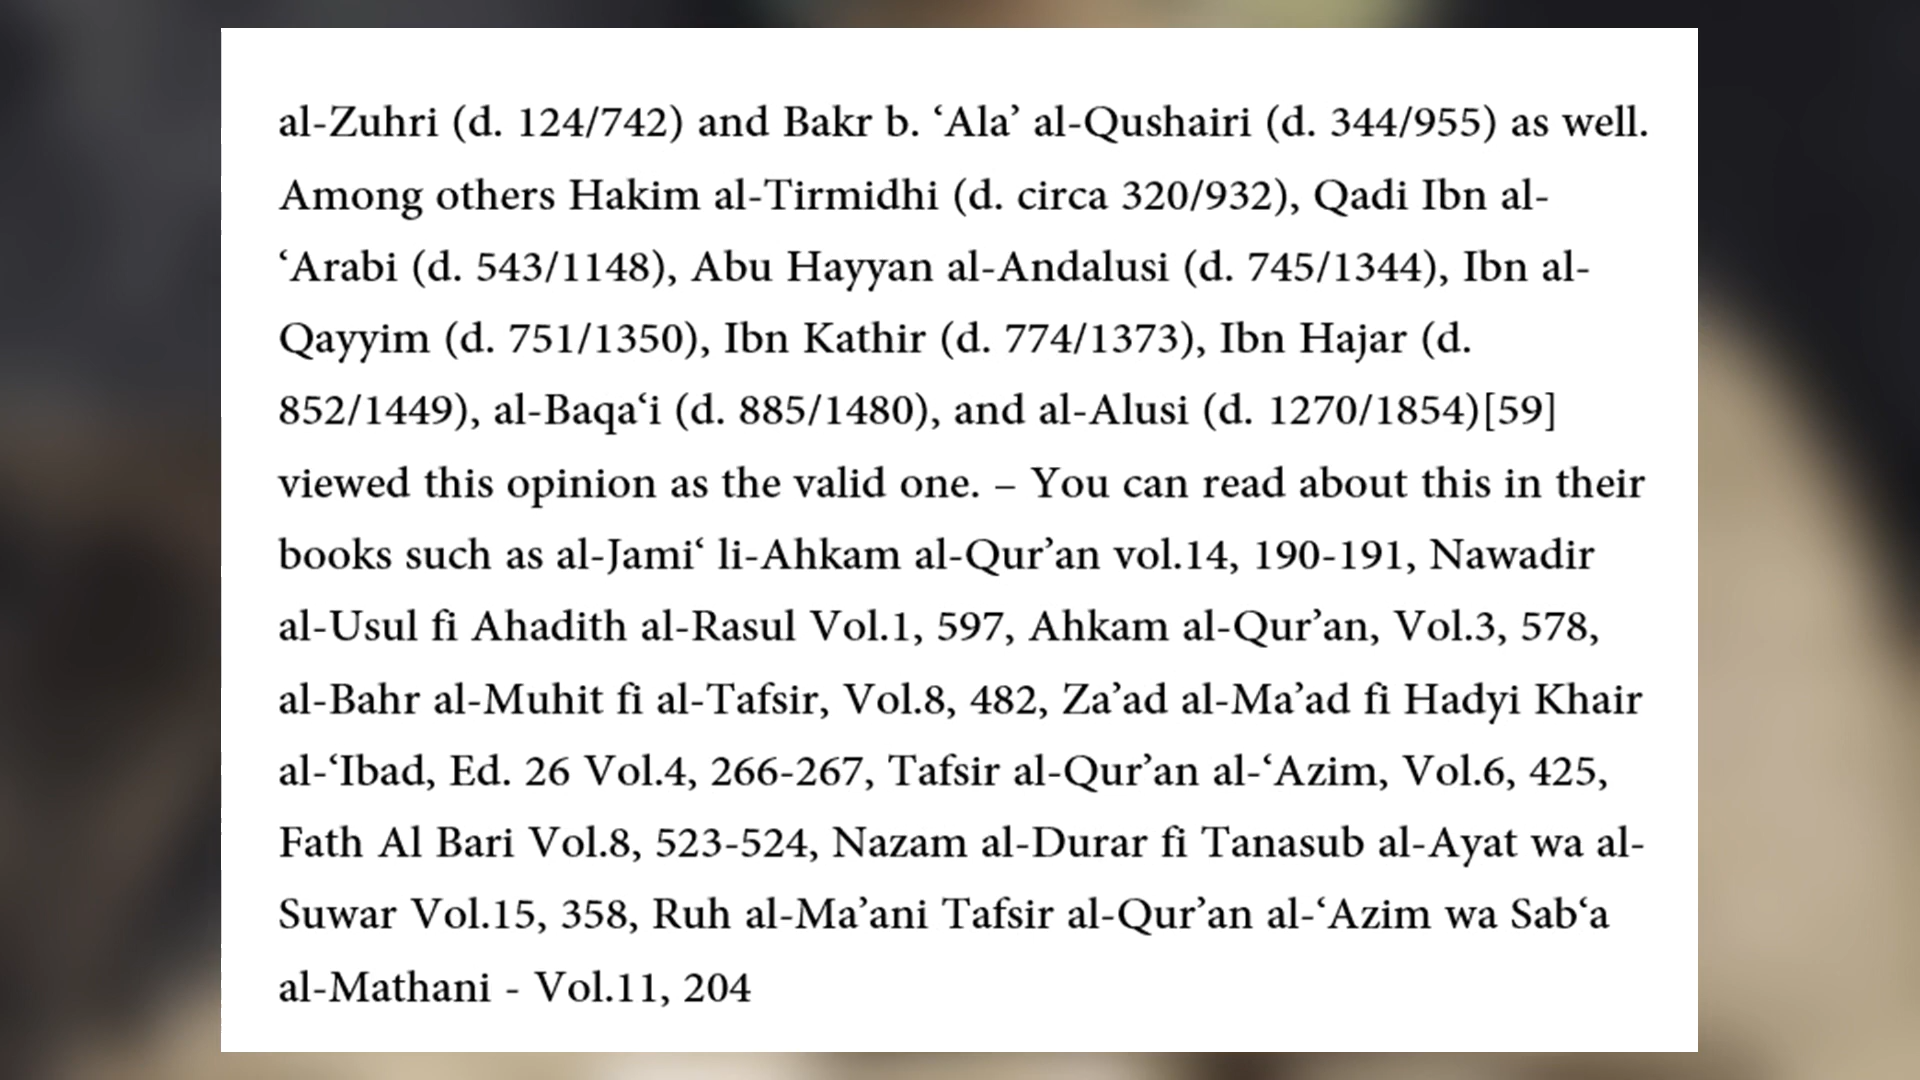 al-Zuhri (d. 124/742) and Bakr b. ‘Ala’ al-Qushairi (d. 344/955) as well.
Among others Hakim al-Tirmidhi (d. circa 320/932), Qadi Ibn al-
‘Arabi (d. 543/1148), Abu Hayyan al-Andalusi (d. 745/1344), Ibn al-
Qayyim (d. 751/1350), Ibn Kathir (d. 774/1373), Ibn Hajar (d.
852/1449), al-Baqa‘i (d. 885/1480), and al-Alusi (d. 1270/1854)[59]
viewed this opinion as the valid one. – You can read about this in their
books such as al-Jami‘ li-Ahkam al-Qur’an vol.14, 190-191, Nawadir
al-Usul fi Ahadith al-Rasul Vol.1, 597, Ahkam al-Qur’an, Vol.3, 578,
al-Bahr al-Muhit fi al-Tafsir, Vol.8, 482, Za’ad al-Ma’ad fi Hadyi Khair
al-‘Ibad, Ed. 26 Vol.4, 266-267, Tafsir al-Qur’an al-‘Azim, Vol.6, 425,
Fath Al Bari Vol.8, 523-524, Nazam al-Durar fi Tanasub al-Ayat wa al-
Suwar Vol.15, 358, Ruh al-Ma’ani Tafsir al-Qur’an al-‘Azim wa Sab‘a
al-Mathani - Vol.11, 204